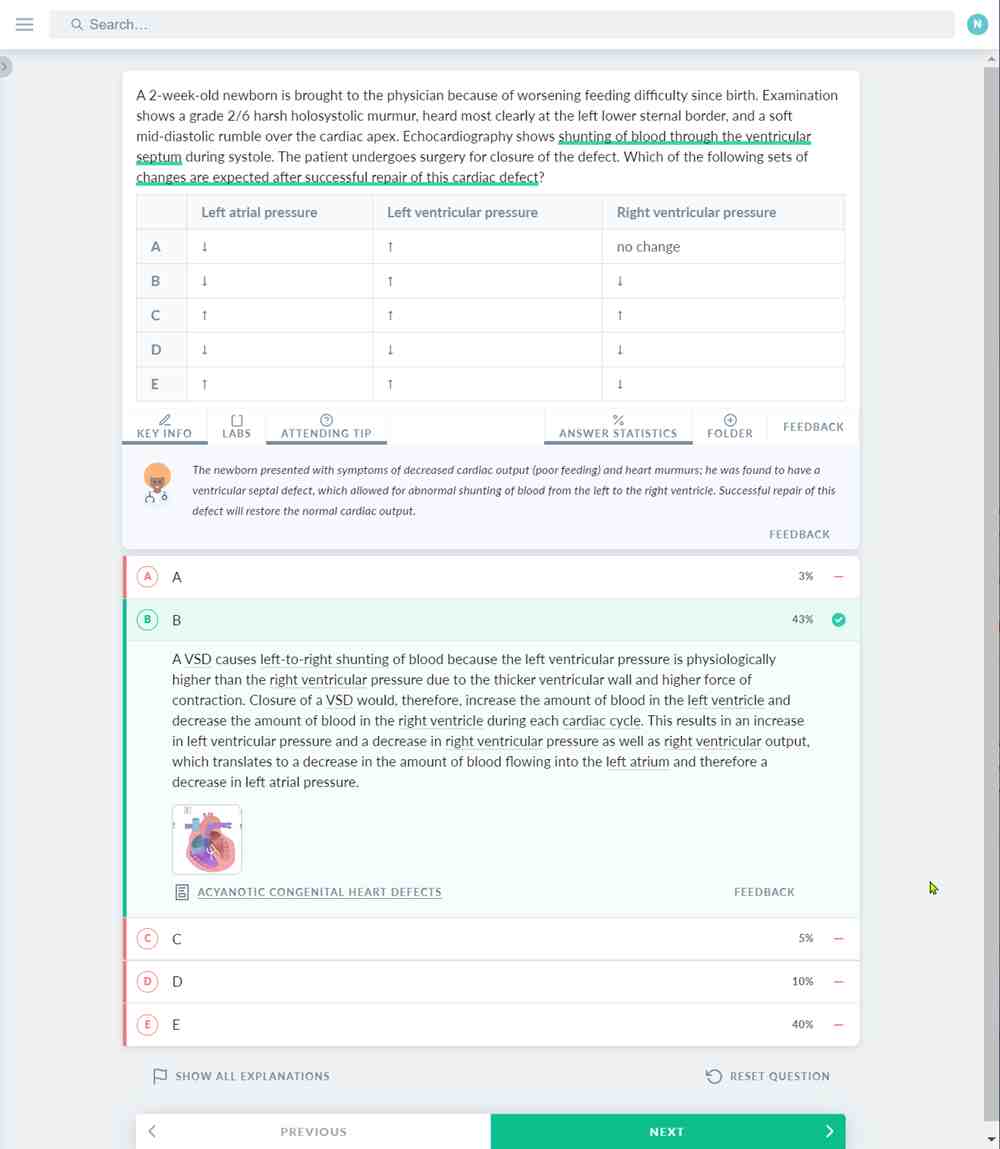 Search...
N
A 2-week-old newborn is brought to the physician because of worsening feeding difficulty since birth. Examination
shows a grade 2/6 harsh holosystolic murmur, heard most clearly at the left lower sternal border, and a soft
mid-diastolic rumble over the cardiac apex. Echocardiography shows shunting of blood through the ventricular
septum during systole. The patient undergoes surgery for closure of the defect. Which of the following sets of
changes are expected after successful repair of this cardiac defect?
Left atrial pressure Left ventricular pressure Right ventricular pressure
A ↓ ↑ no change
B ↓ ↑ ↓
C ↑ ↑ ↑
D ↓ ↓ ↓
E ↑ ↑ ↓
KEY INFO LABS ATTENDING TIP ANSWER STATISTICS FOLDER FEEDBACK
The newborn presented with symptoms of decreased cardiac output (poor feeding) and heart murmurs; he was found to have a
ventricular septal defect, which allowed for abnormal shunting of blood from the left to the right ventricle. Successful repair of this
defect will restore the normal cardiac output.
FEEDBACK
A A 3%
B B 43%
A VSD causes left-to-right shunting of blood because the left ventricular pressure is physiologically
higher than the right ventricular pressure due to the thicker ventricular wall and higher force of
contraction. Closure of a VSD would, therefore, increase the amount of blood in the left ventricle and
decrease the amount of blood in the right ventricle during each cardiac cycle. This results in an increase
in left ventricular pressure and a decrease in right ventricular pressure as well as right ventricular output,
which translates to a decrease in the amount of blood flowing into the left atrium and therefore a
decrease in left atrial pressure.
ACYANOTIC CONGENITAL HEART DEFECTS FEEDBACK
C C 5%
D D 10%
E E 40%
SHOW ALL EXPLANATIONS RESET QUESTION
PREVIOUS NEXT